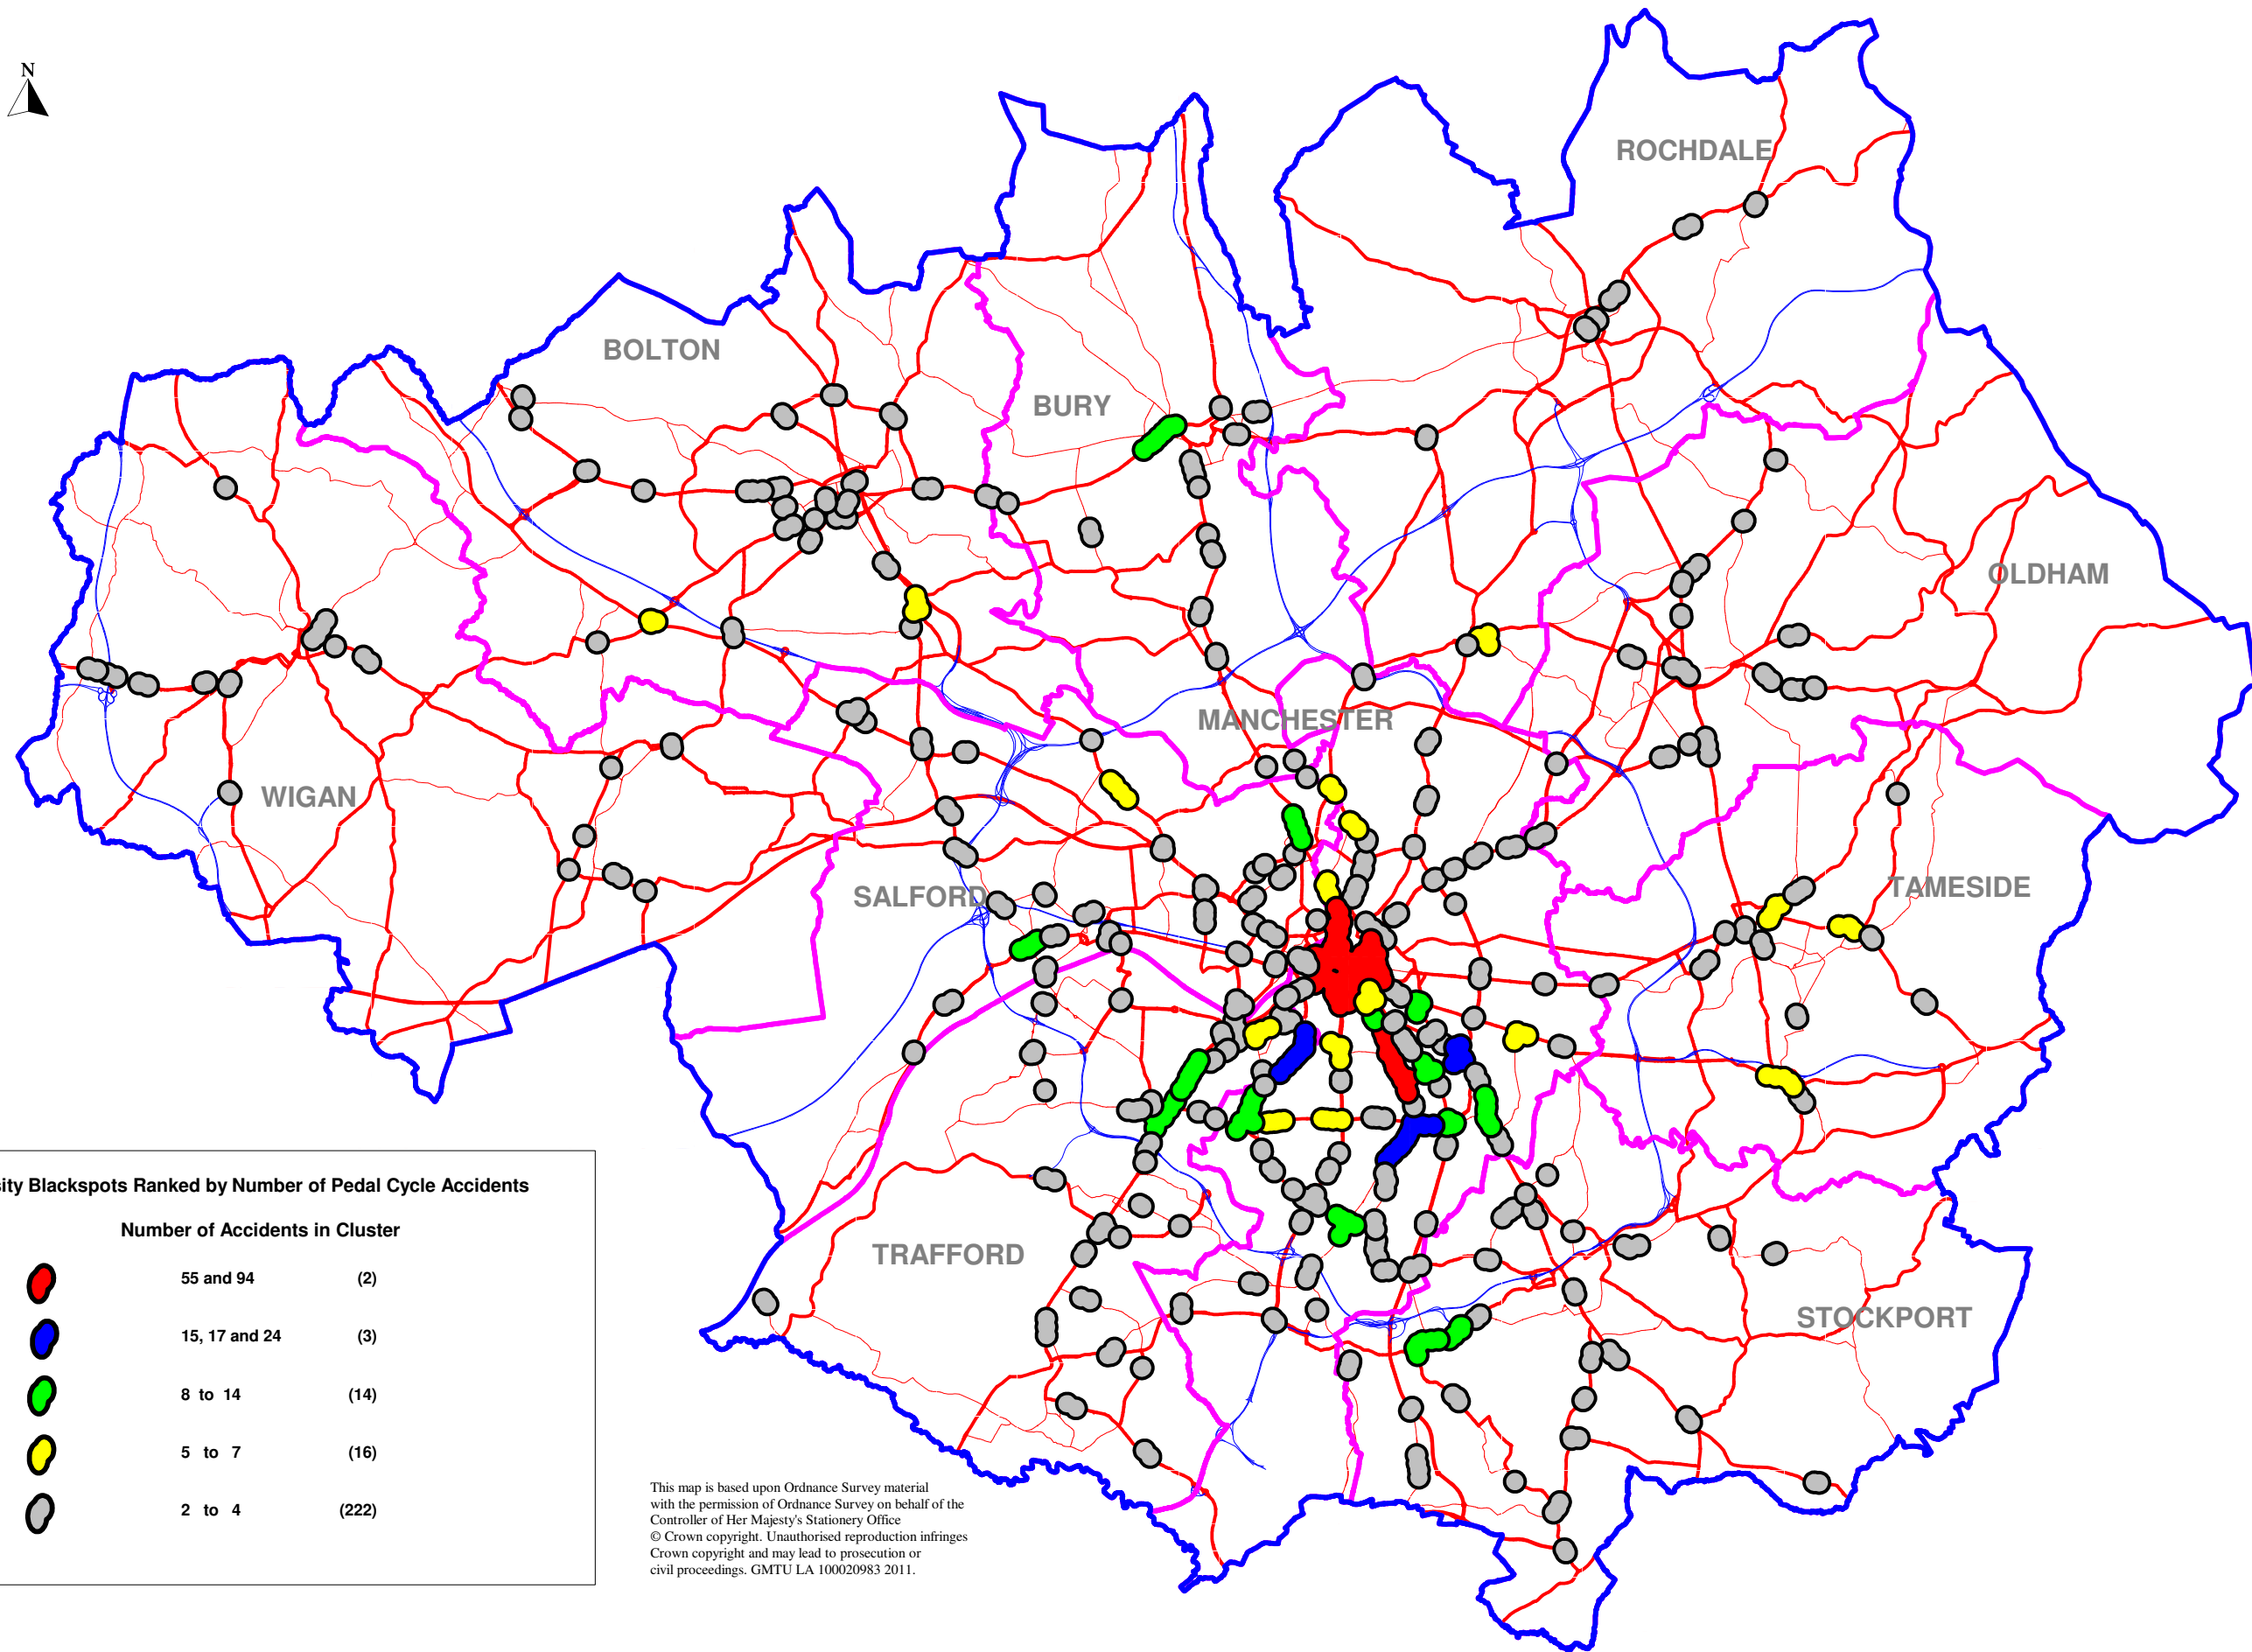 N
ROCHDALE
BOLTON
BURY
OLDHAM
MANCHESTER
WIGAN
SALFORD
TAMESIDE
TRAFFORD
STOCKPORT
sity Blackspots Ranked by Number of Pedal Cycle Accidents
Number of Accidents in Cluster
55 and 94 (2)
15, 17 and 24 (3)
8 to 14 (14)
5 to 7 (16)
2 to 4 (222)
This map is based upon Ordnance Survey material
with the permission of Ordnance Survey on behalf of the
Controller of Her Majesty's Stationery Office
© Crown copyright. Unauthorised reproduction infringes
Crown copyright and may lead to prosecution or
civil proceedings. GMTU LA 100020983 2011.